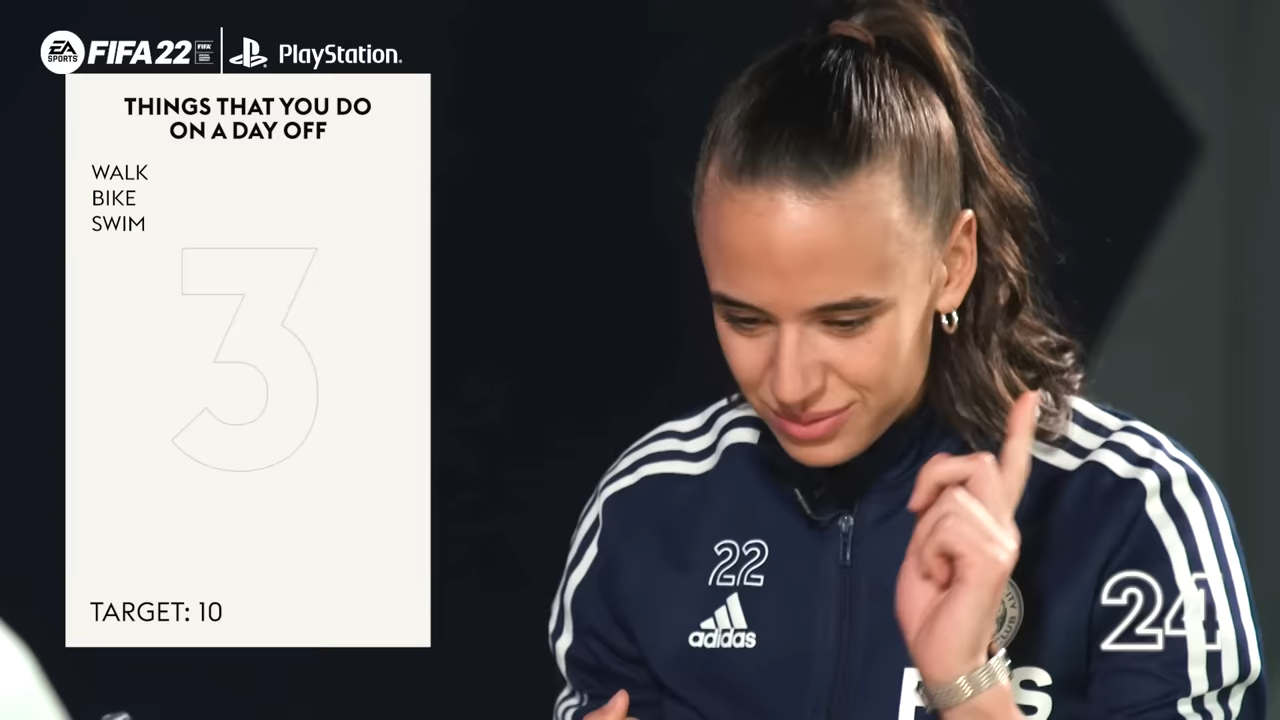 EA SPORTS FIFA 22 FIFA PlayStation
THINGS THAT YOU DO
ON A DAY OFF
WALK
BIKE
SWIM
3
TARGET: 10
22
adidas
24